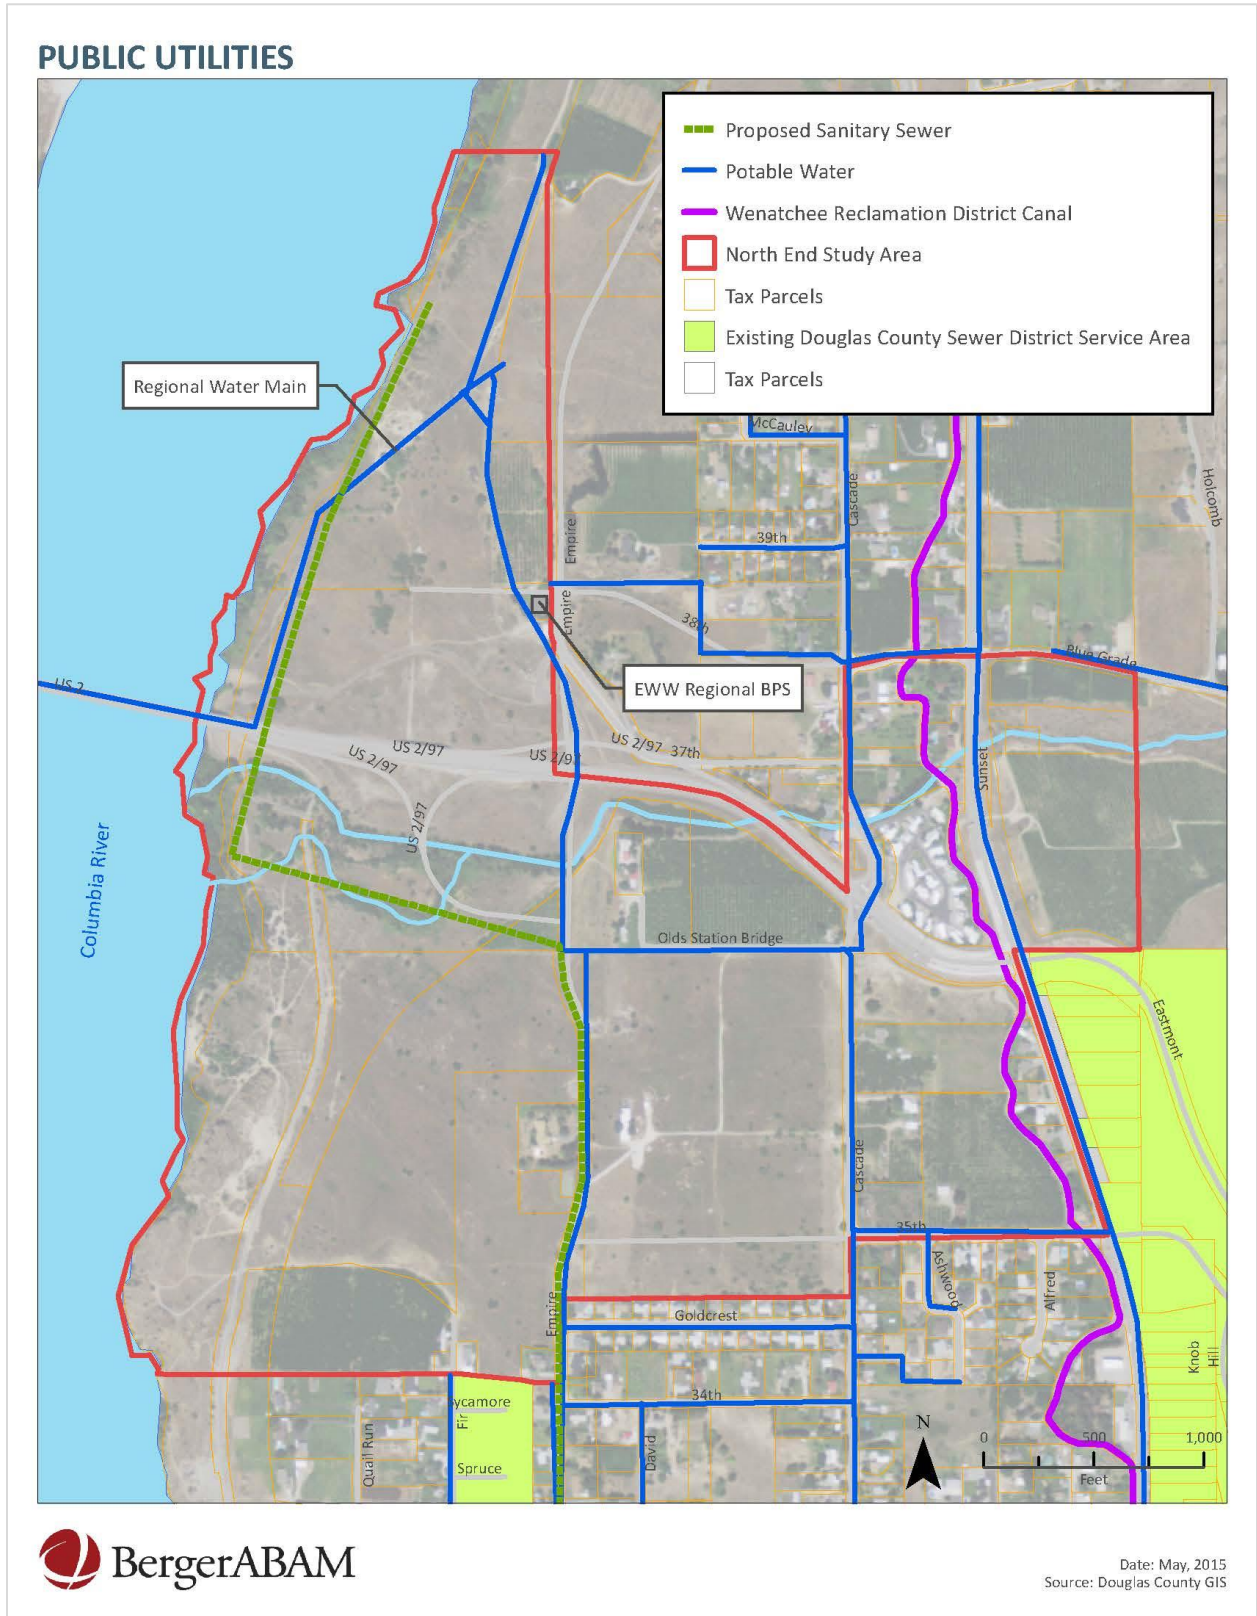 PUBLIC UTILITIES
Proposed Sanitary Sewer
Potable Water
Wenatchee Reclamation District Canal
North End Study Area
Tax Parcels
Existing Douglas County Sewer District Service Area
Tax Parcels
Regional Water Main
McCauley
Cascade
Holcomb
39th
Empire
Empire
38th
Blue Grade
EWW Regional BPS
US 2
US 2/97
US 2/97
US 2/97
US 2/97
37th
US 2/97
Sunset
Columbia River
Olds Station Bridge
Eastmont
Cascade
35th
Ashwood
Alfred
Empire
Goldcrest
Knob
Hill
34th
ycamore
Fir
Quail Run
Spruce
David
N
0 500 1,000
Feet
BergerABAM
Date: May, 2015
Source: Douglas County GIS